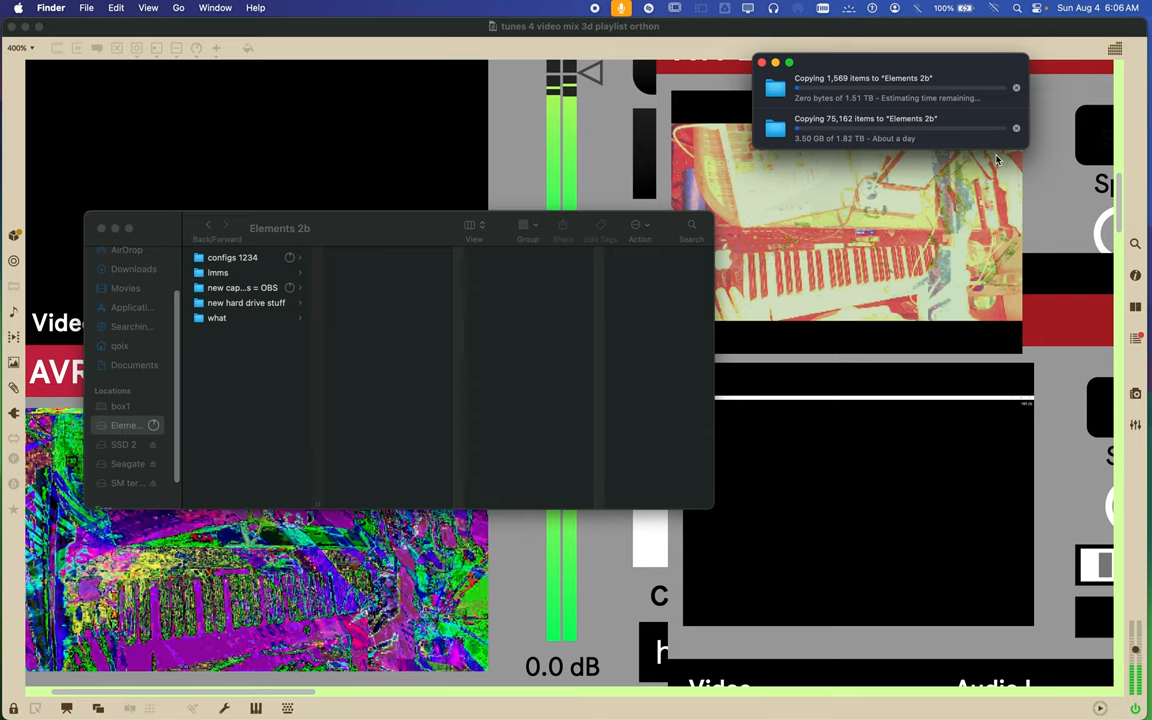 Finder File Edit View Go Window Help
100% Sun Aug 4 6:06 AM
tunes 4 video mix 3d playlist orthon
400%
Copying 1,569 items to "Elements 2b"
Zero bytes of 1.51 TB - Estimating time remaining...
Copying 75,162 items to "Elements 2b"
3.50 GB of 1.82 TB - About a day
Elements 2b
Back/Forward View Group Share Edit Tags Action Search
AirDrop
Downloads
Movies
Applicati...
Searchin...
qoix
Documents
Locations
box1
Eleme...
SSD 2
Seagate
SM ter...
configs 1234
lmms
new cap...s = OBS
new hard drive stuff
what
Vide
AVR
Sp
S
C
h
0.0 dB
Video Audio I